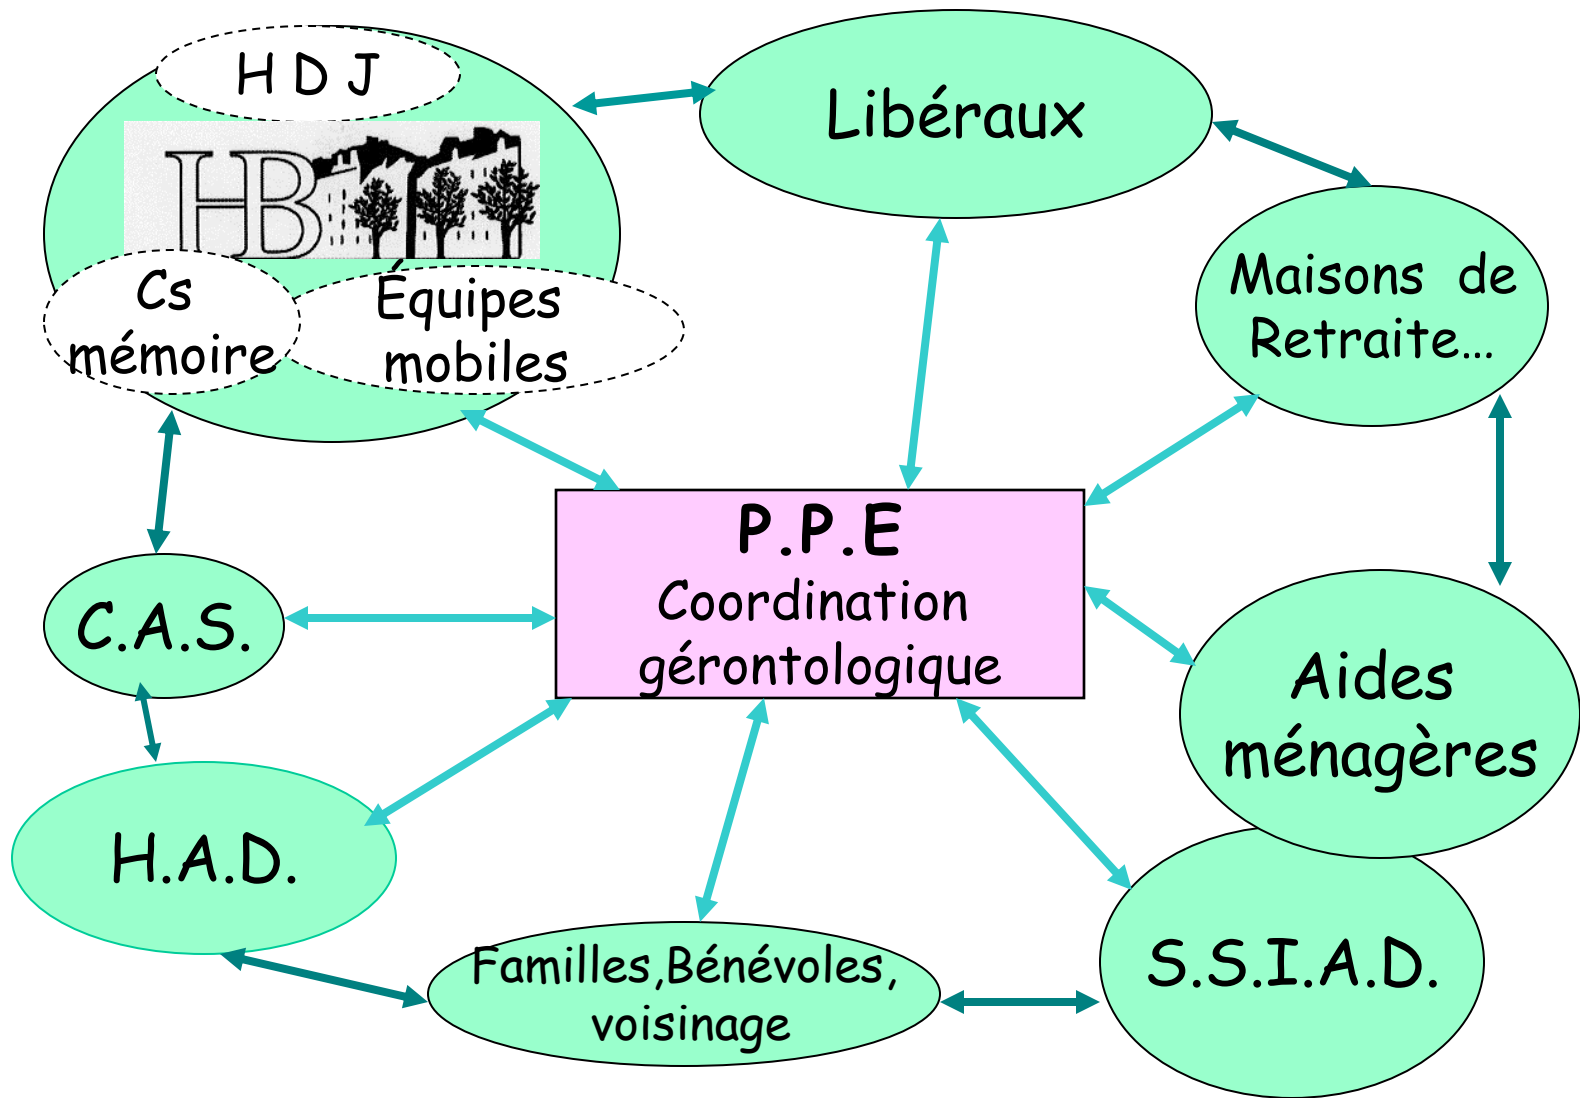 H D J
Libéraux
HB
Maisons de
Retraite...
Cs
mémoire
Équipes
mobiles
P.P.E
Coordination
gérontologique
C.A.S.
Aides
ménagères
H.A.D.
S.S.I.A.D.
Familles,Bénévoles,
voisinage